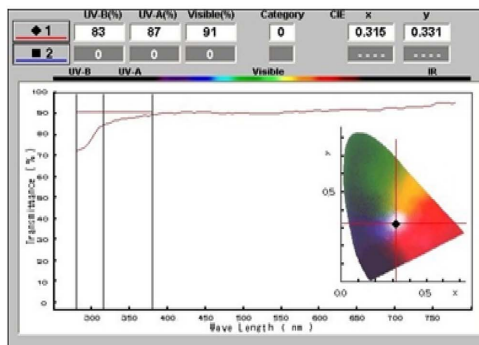 UV-B(%) UV-A(%) Visible(%) Category CIE x y
◆ 1 83 87 91 0 0.315 0.331
■ 2 0 0 0 ---- ----
UV-B UV-A Visible IR
100
90
80
70
60
50
40
30
20
10
0
Transmittance (%)
300 350 400 450 500 550 600 650 700 750
Wave Length ( nm )
y
0.5
0.0 0.5 x